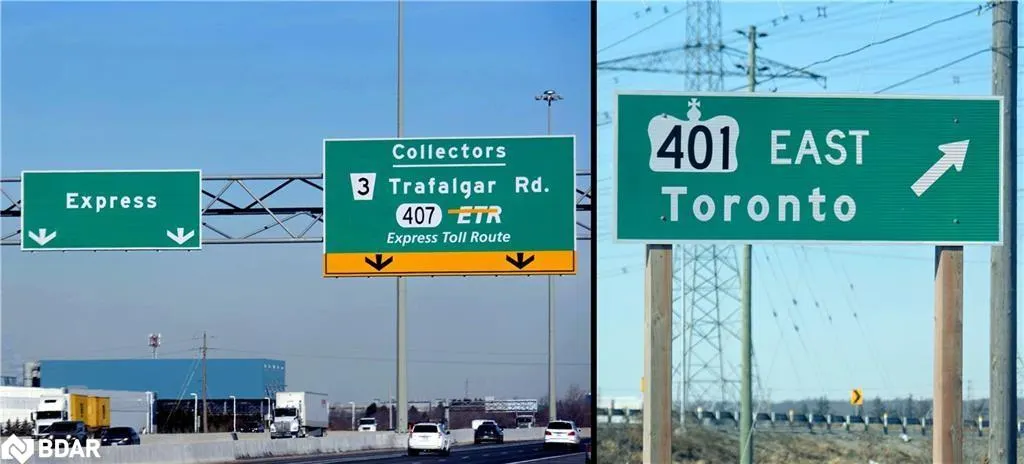 Express
Collectors
3 Trafalgar Rd.
407 ETR
Express Toll Route
401 EAST
Toronto
BDAR